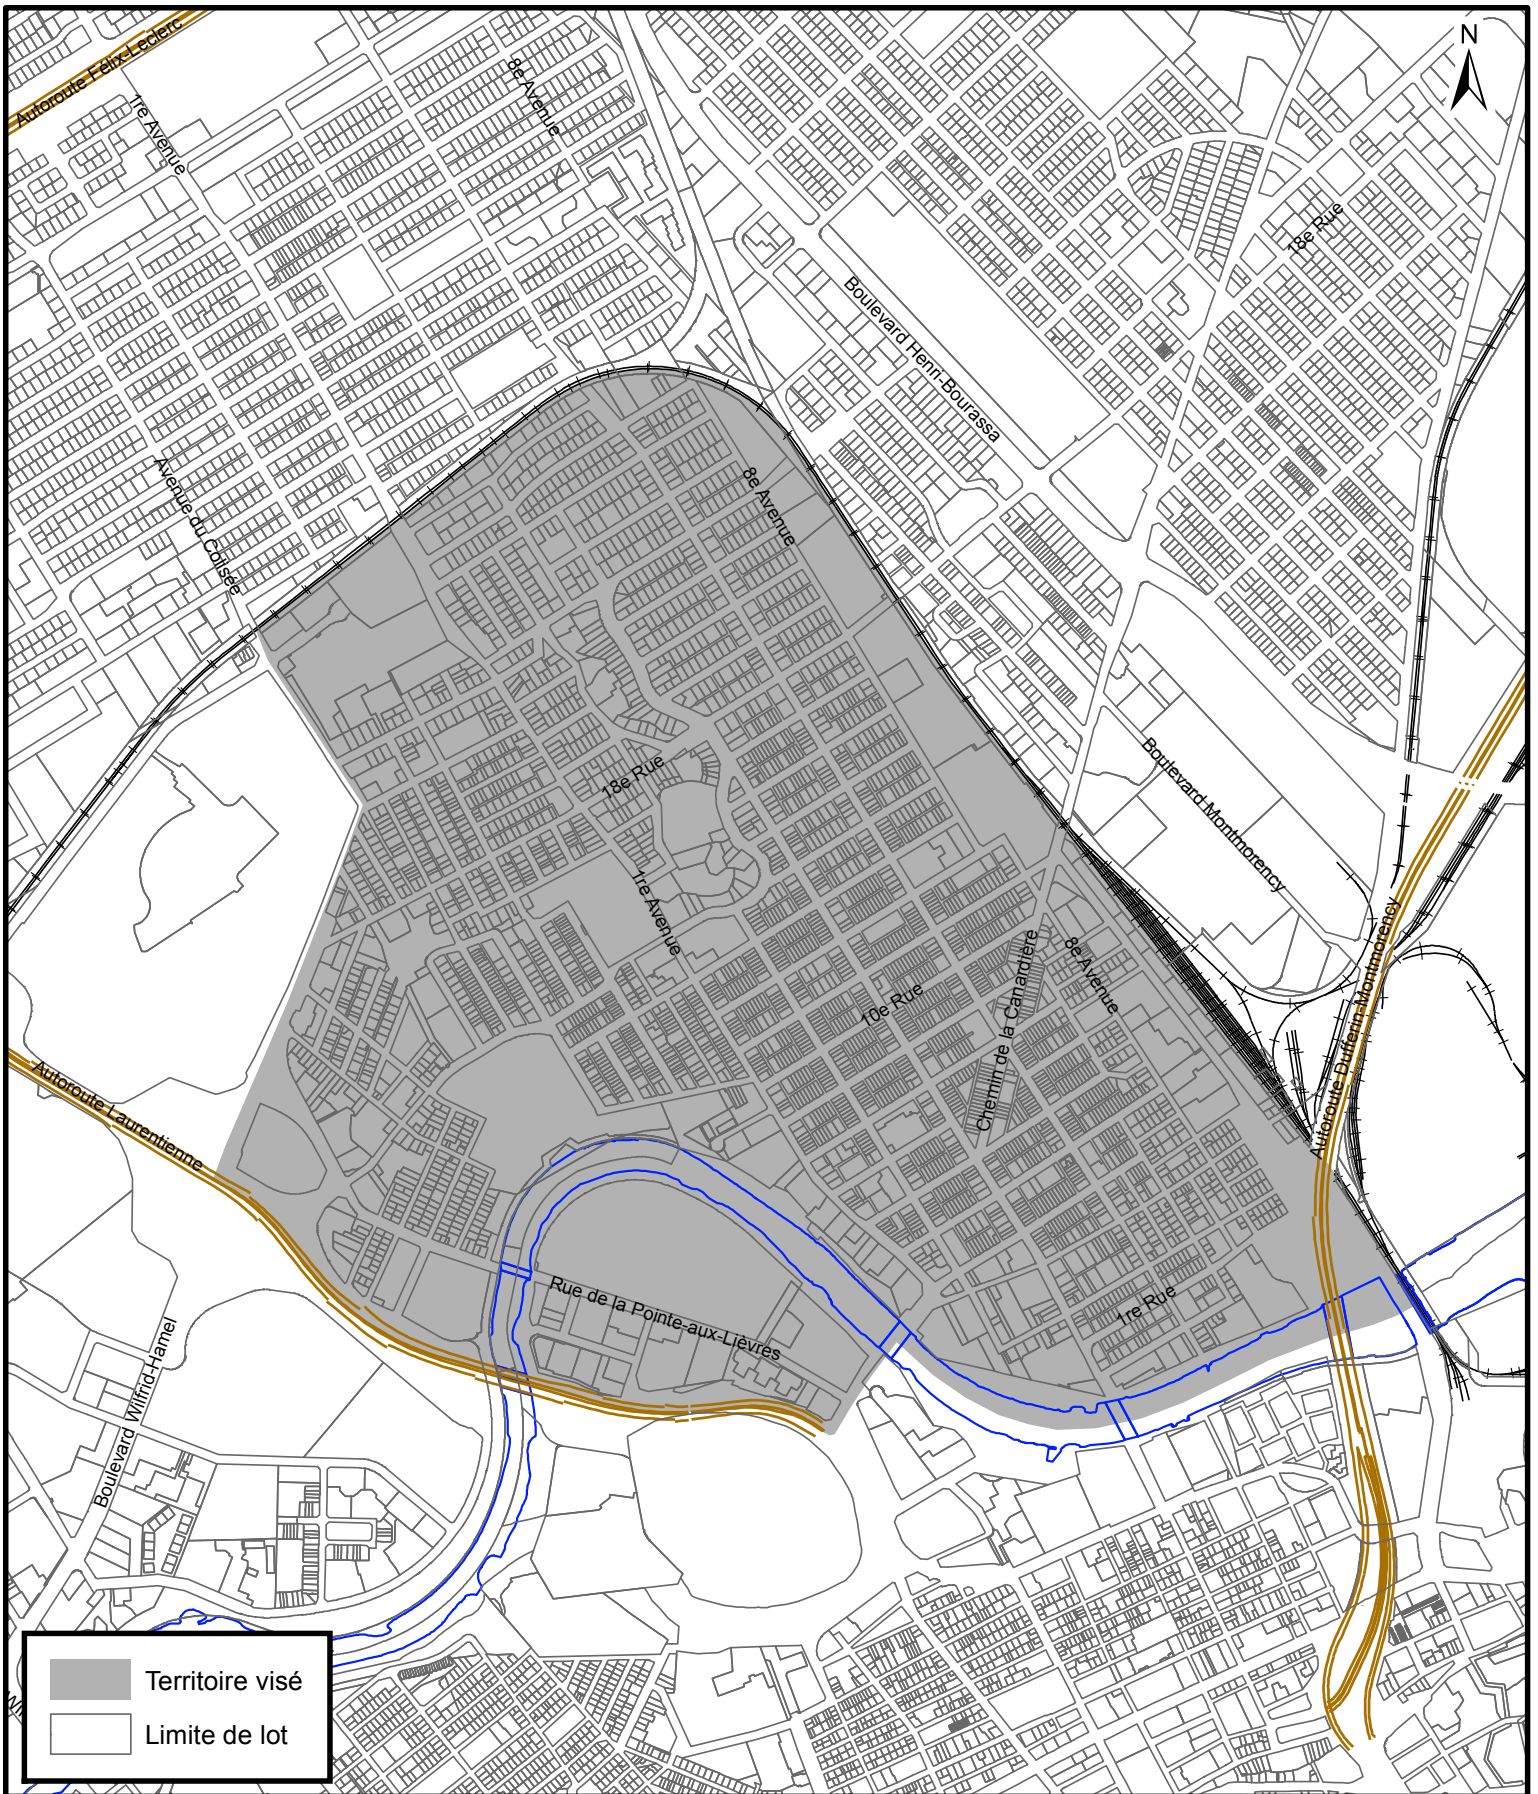 N
Autoroute Félix-Leclerc
1re Avenue
8e Avenue
18e Rue
Boulevard Henri-Bourassa
Avenue du Colisée
8e Avenue
18e Rue
Boulevard Montmorency
1re Avenue
10e Rue
Chemin de la Canardière
8e Avenue
Autoroute Dufferin-Montmorency
Autoroute Laurentienne
Rue de la Pointe-aux-Lièvres
1re Rue
Boulevard Wilfrid-Hamel
Territoire visé
Limite de lot